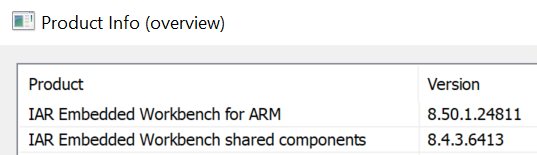 Product Info (overview)
Product Version
IAR Embedded Workbench for ARM 8.50.1.24811
IAR Embedded Workbench shared components 8.4.3.6413